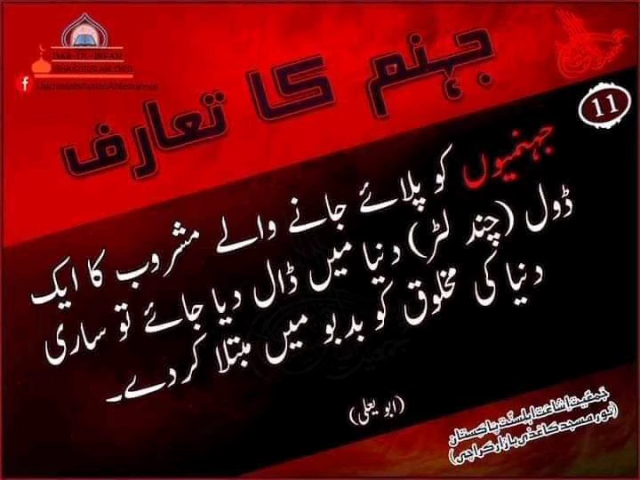 جہنم کا تعارف
11
جہنمیوں کو پلائے جانے والے مشروب کا ایک
ڈول (چند لٹر) دنیا میں ڈال دیا جائے تو ساری
دنیا کی مخلوق کو بدبو میں مبتلا کر دے۔
(ابو یعلیٰ)
جمعیت اشاعت اہلسنت پاکستان
(نور مسجد کاغذی بازار کراچی)